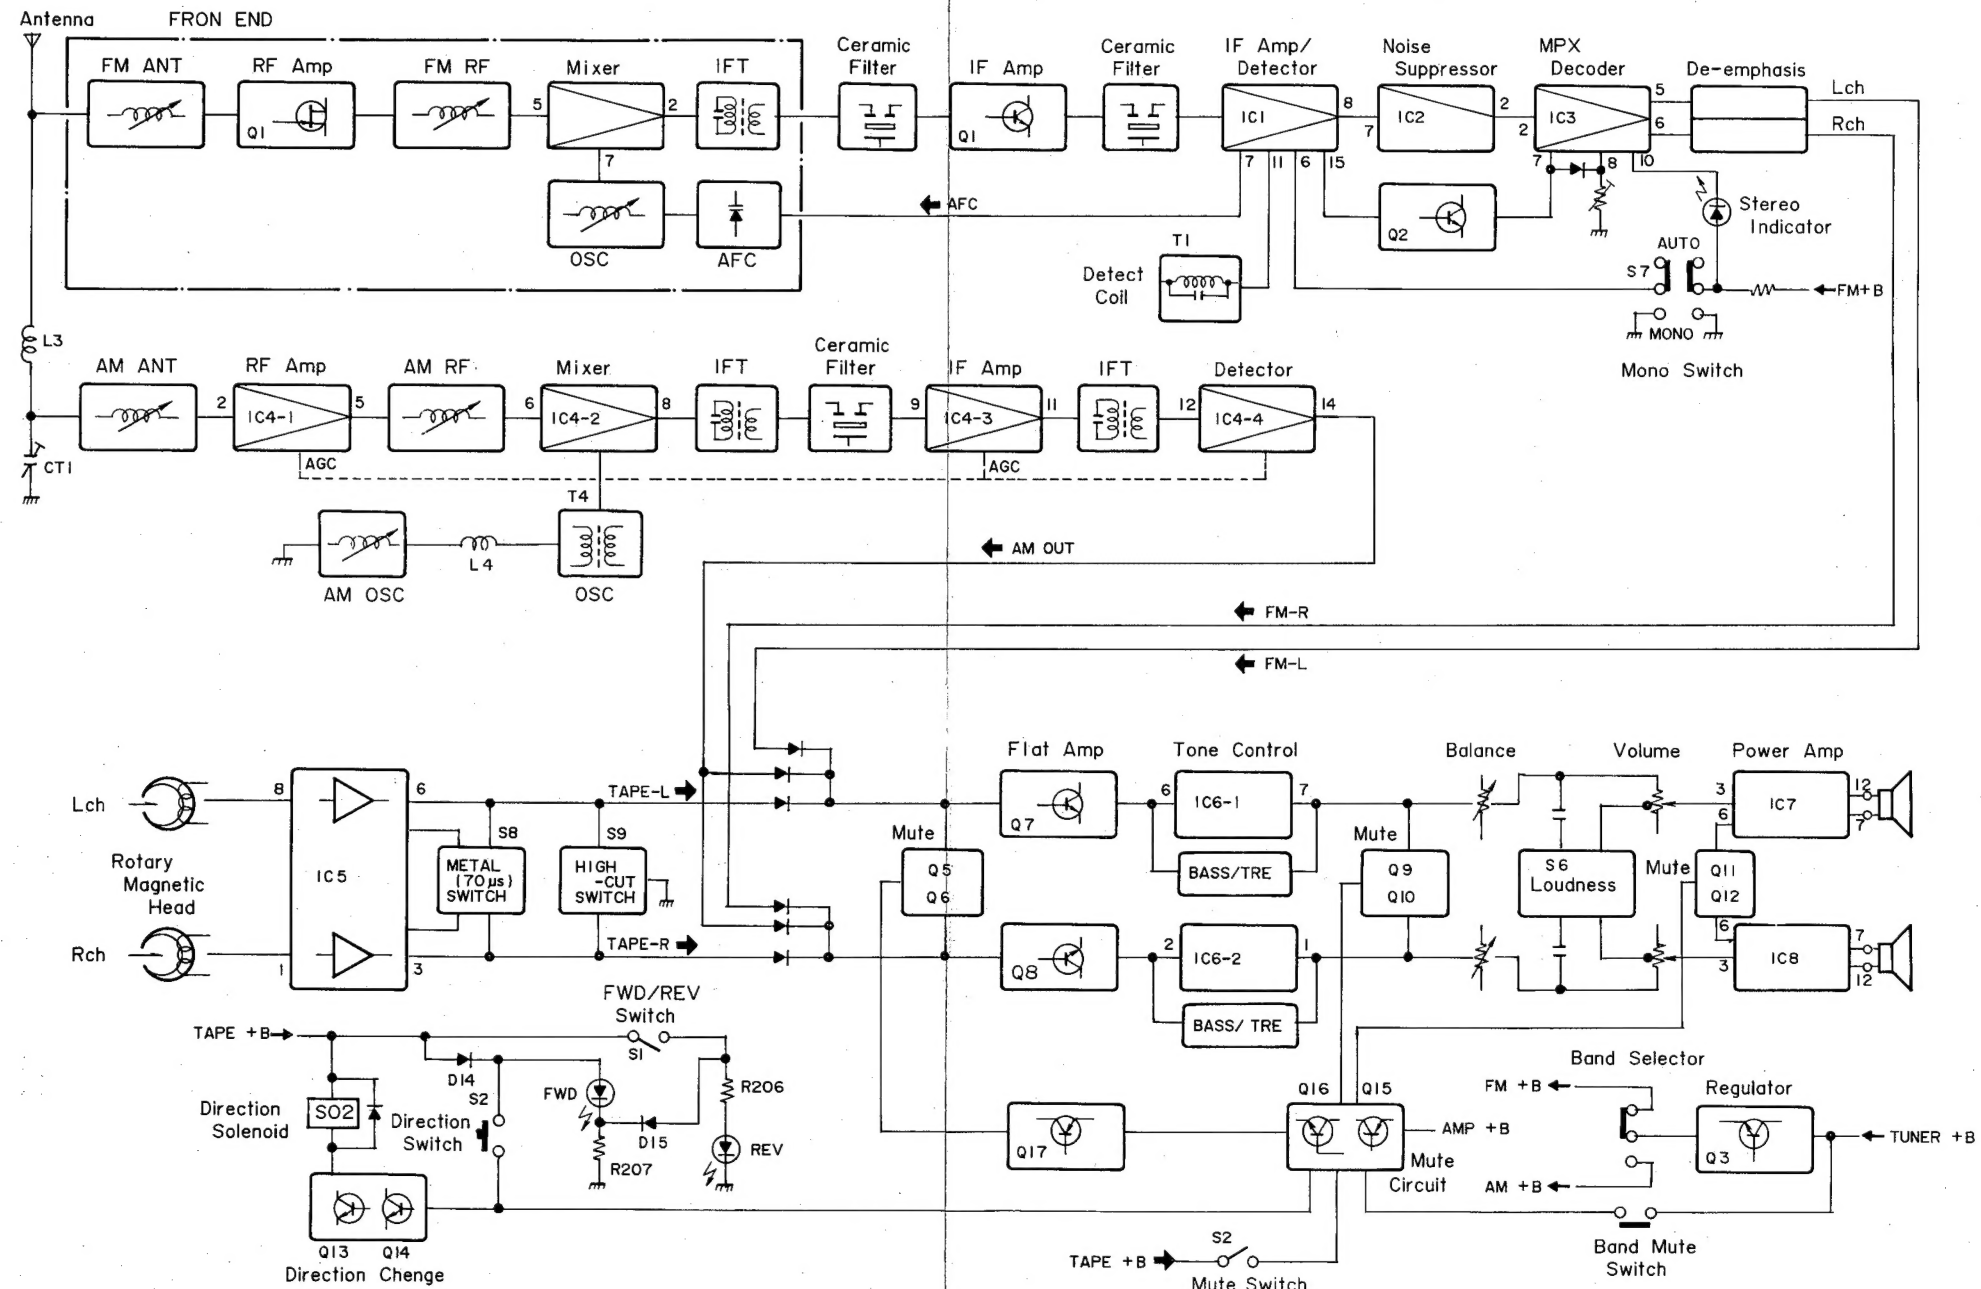 Antenna
FRON END
FM ANT
RF Amp
Q1
FM RF
5
Mixer
2
7
IFT
OSC
AFC
Ceramic
Filter
IF Amp
Q1
Ceramic
Filter
IF Amp/
Detector
IC1
8
7
7 11 6 15
Noise
Suppressor
IC2
2
2
MPX
Decoder
IC3
5
6
7 8 10
De-emphasis
Lch
Rch
AFC
Q2
T1
Detect
Coil
Stereo
Indicator
AUTO
S7
FM+B
MONO
Mono Switch
L3
CT1
AM ANT
2
RF Amp
IC4-1
5
AM RF
6
Mixer
IC4-2
8
IFT
Ceramic
Filter
9
IF Amp
IC4-3
11
IFT
12
Detector
IC4-4
14
AGC
AGC
T4
L4
AM OSC
OSC
AM OUT
FM-R
FM-L
Lch
8
6
IC5
Rotary
Magnetic
Head
Rch
1
3
S8
METAL
(70μs)
SWITCH
S9
HIGH
-CUT
SWITCH
TAPE-L
TAPE-R
Mute
Q5
Q6
Flat Amp
Q7
Q8
Tone Control
6
IC6-1
7
BASS/TRE
2
IC6-2
1
BASS/ TRE
Mute
Q9
Q10
Balance
Volume
S6
Loudness
Mute
Q11
Q12
Power Amp
3
6
IC7
12
7
6
3
IC8
7
12
FWD/REV
Switch
S1
TAPE +B
D14
S2
Direction
Switch
Direction
Solenoid
SO2
FWD
D15
R206
R207
REV
Q13
Q14
Direction Chenge
Q17
Q16
Q15
AMP +B
Mute
Circuit
TAPE +B
S2
Mute Switch
Band Selector
FM +B
AM +B
Regulator
Q3
TUNER +B
Band Mute
Switch